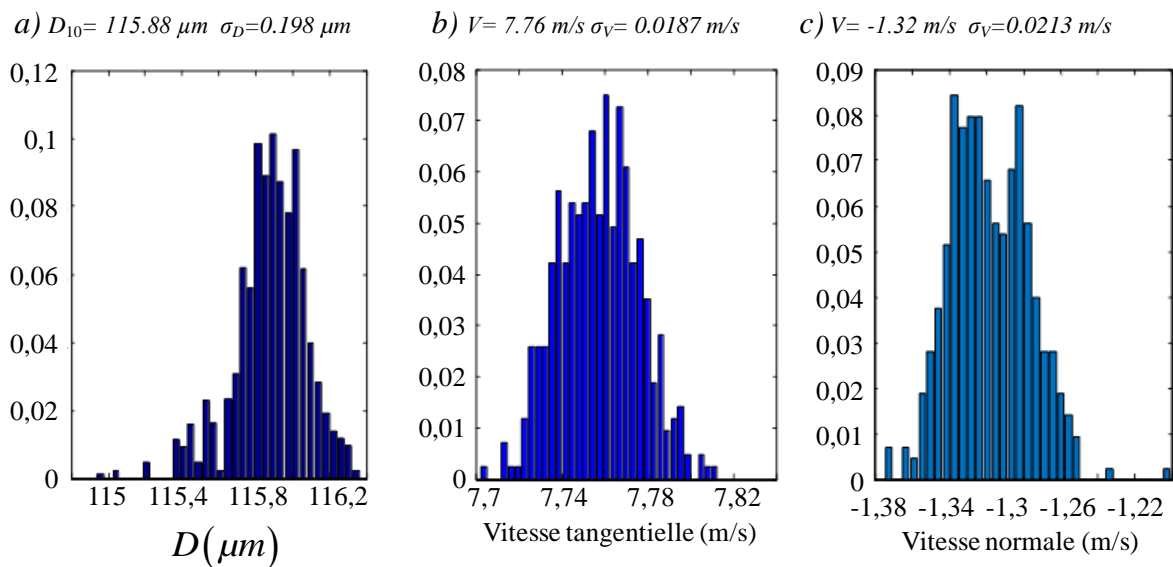 a) D10= 115.88 µm σD=0.198 µm
0,12
0,1
0,08
0,06
0,04
0,02
0
115 115,4 115,8 116,2
D(µm)
b) V= 7.76 m/s σV= 0.0187 m/s
0,08
0,07
0,06
0,05
0,04
0,03
0,02
0,01
0
7,7 7,74 7,78 7,82
Vitesse tangentielle (m/s)
c) V= -1.32 m/s σV=0.0213 m/s
0,09
0,08
0,07
0,06
0,05
0,04
0,03
0,02
0,01
0
-1,38 -1,34 -1,3 -1,26 -1,22
Vitesse normale (m/s)